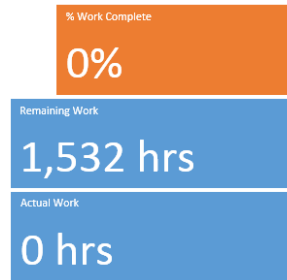 % Work Complete
0%
Remaining Work
1,532 hrs
Actual Work
0 hrs